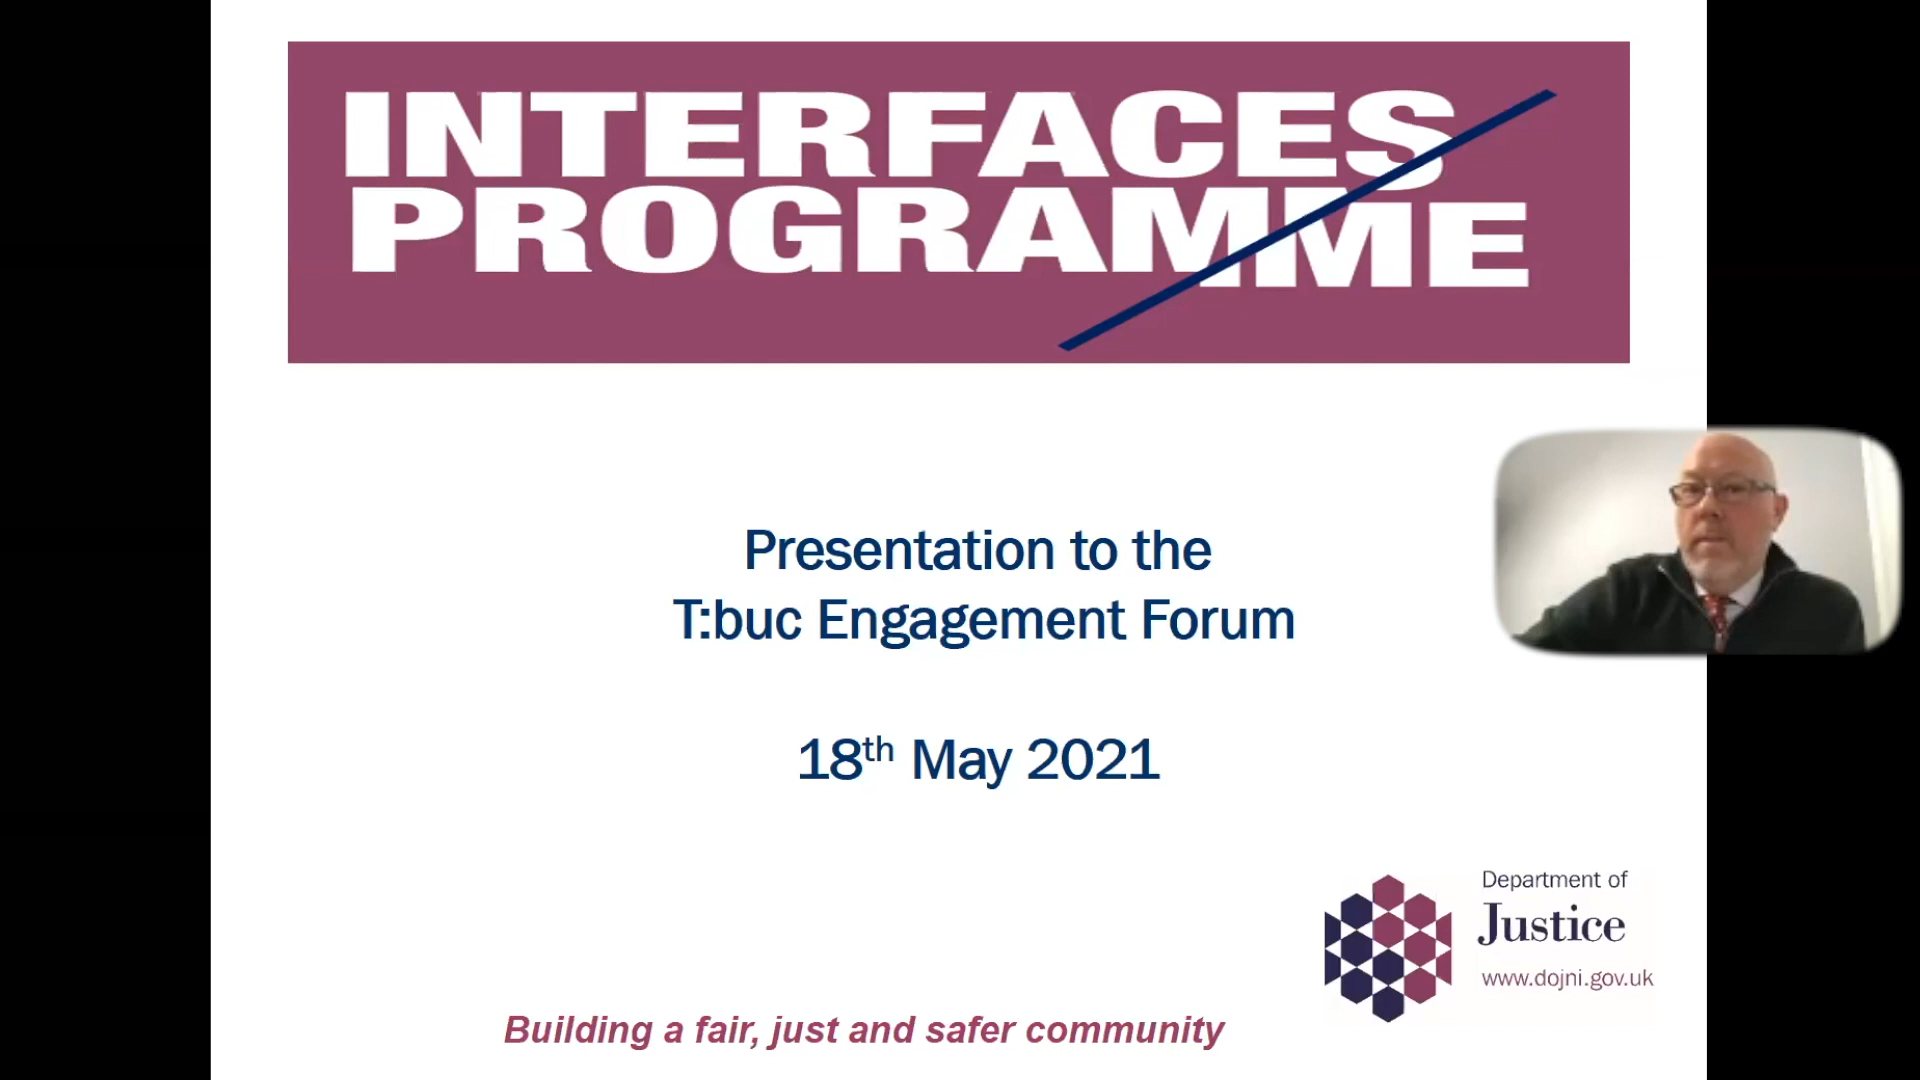 INTERFACES
PROGRAMME
Presentation to the
T:buc Engagement Forum
18th May 2021
Department of
Justice
www.dojni.gov.uk
Building a fair, just and safer community